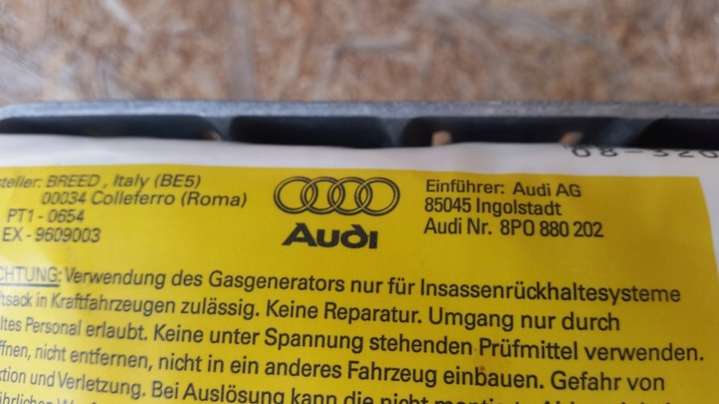 08-320
steller: BREED, Italy (BE5)
00034 Colleferro (Roma)
PT1 - 0654
EX - 9609003
Audi
Einführer: Audi AG
85045 Ingolstadt
Audi Nr. 8P0 880 202
CHTUNG: Verwendung des Gasgenerators nur für Insassenrückhaltesysteme
ftsack in Kraftfahrzeugen zulässig. Keine Reparatur. Umgang nur durch
ltes Personal erlaubt. Keine unter Spannung stehenden Prüfmittel verwenden.
ffnen, nicht entfernen, nicht in ein anderes Fahrzeug einbauen. Gefahr von
tion und Verletzung. Bei Auslösung kann die nicht